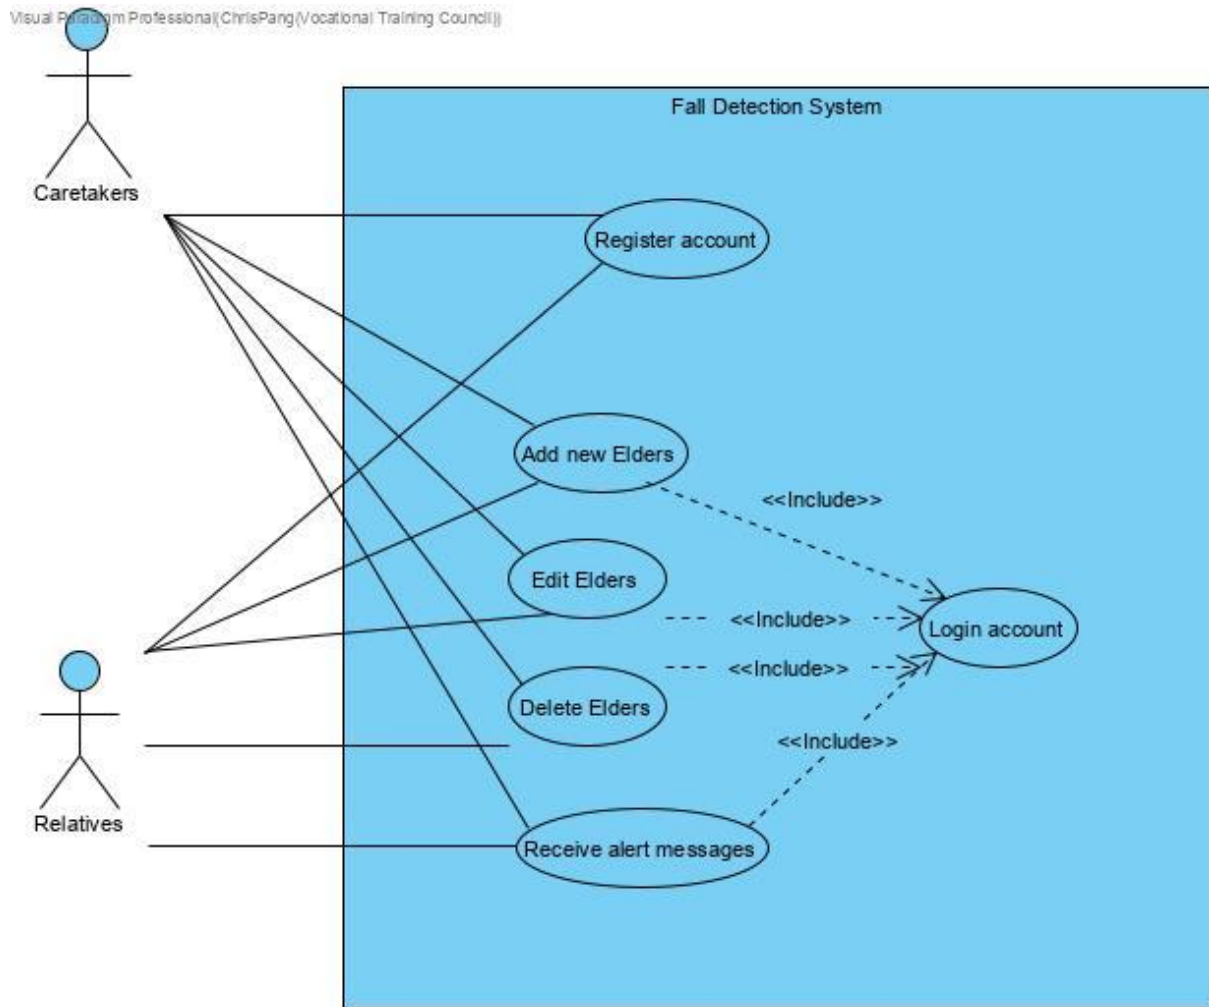 Visual Paradigm Professional(ChrisPang(Vocational Training Council))
Caretakers
Fall Detection System
Register account
Add new Elders
<<Include>>
Edit Elders
<<Include>>
Login account
<<Include>>
Delete Elders
<<Include>>
Relatives
Receive alert messages